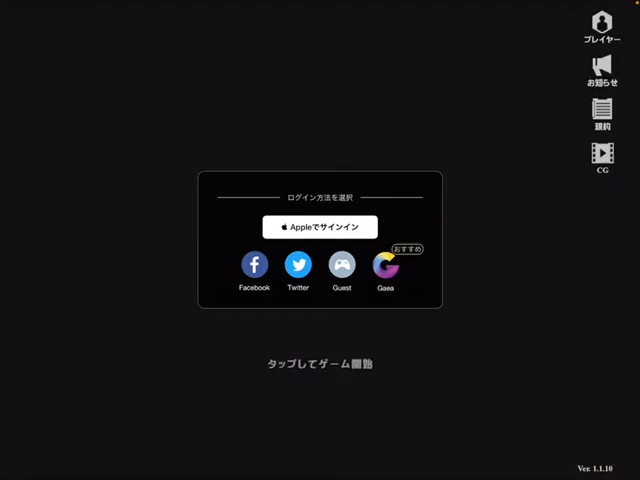 プレイヤー
お知らせ
規約
CG
ログイン方法を選択
Appleでサインイン
おすすめ
Facebook
Twitter
Guest
Gaea
タップしてゲーム開始
Ver. 1.1.10